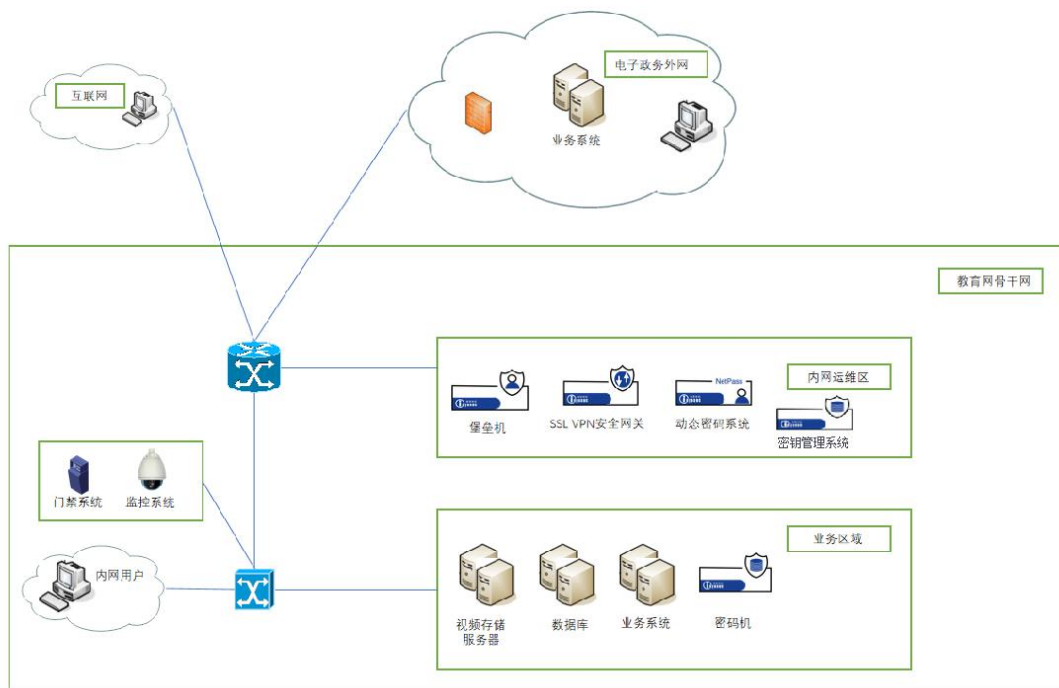 互联网
电子政务外网
业务系统
教育网骨干网
内网运维区
NetPass
堡垒机
SSL VPN安全网关
动态密码系统
密钥管理系统
门禁系统
监控系统
业务区域
内网用户
视频存储
服务器
数据库
业务系统
密码机